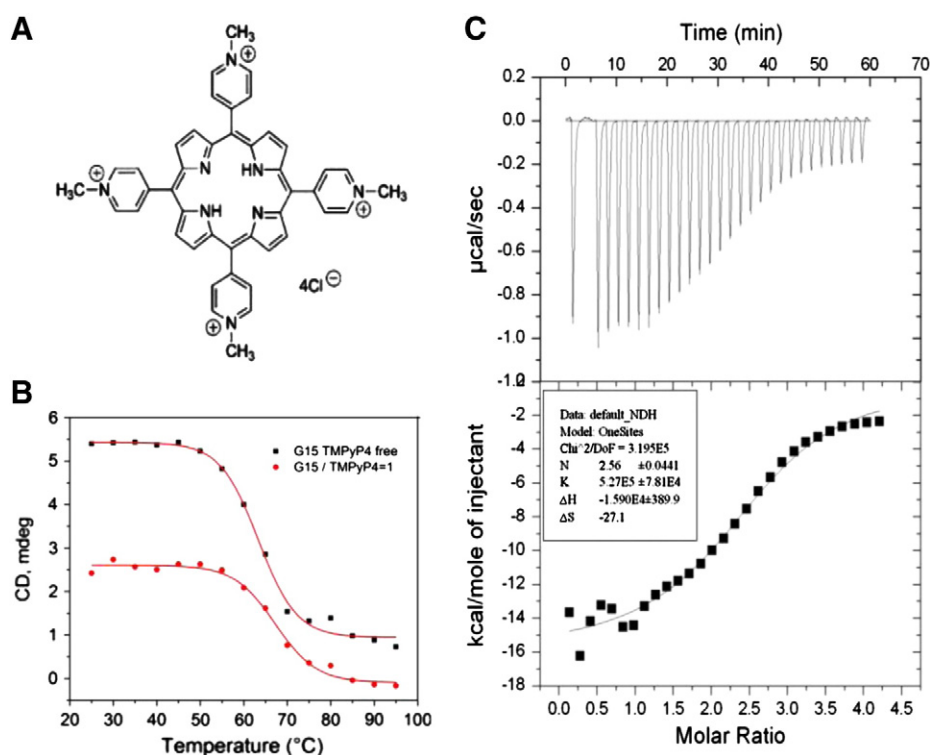 A
CH₃
N
⊕
N
HN
H₃C-N
⊕
N-CH₃
⊕
NH
N
4Cl⊖
⊕
N
CH₃
B
6
5
4
3
2
1
0
CD, mdeg
G15 TMPyP4 free
G15 / TMPyP4=1
20 30 40 50 60 70 80 90 100
Temperature (°C)
C
Time (min)
0 10 20 30 40 50 60 70
0.2
0.0
-0.2
-0.4
-0.6
-0.8
-1.0
µcal/sec
-2
-4
-6
-8
-10
-12
-14
-16
-18
kcal/mole of injectant
Data: default_NDH
Model: OneSites
Chi^2/DoF = 3.195E5
N 2.56 ±0.0441
K 5.27E5 ±7.81E4
ΔH -1.590E4±389.9
ΔS -27.1
0.0 0.5 1.0 1.5 2.0 2.5 3.0 3.5 4.0 4.5
Molar Ratio